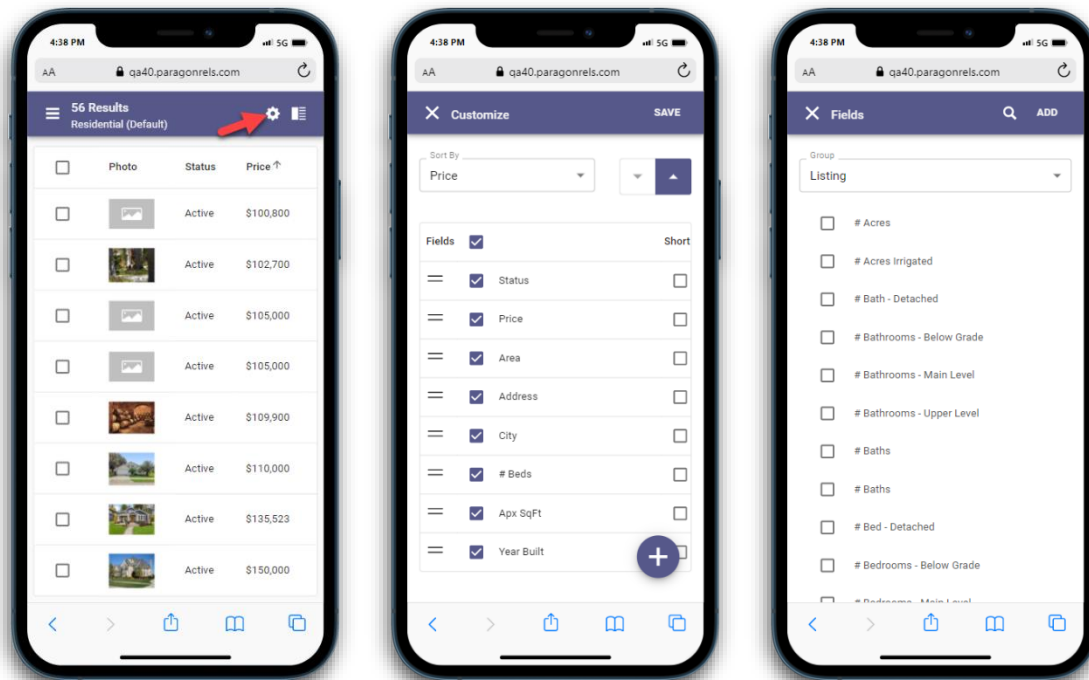 4:38 PM
5G
AA qa40.paragonrels.com
56 Results
Residential (Default)
Photo Status Price↑
Active $100,800
Active $102,700
Active $105,000
Active $105,000
Active $109,900
Active $110,000
Active $135,523
Active $150,000
4:38 PM
5G
AA qa40.paragonrels.com
Customize SAVE
Sort By
Price
Fields Short
Status
Price
Area
Address
City
# Beds
Apx SqFt
Year Built
4:38 PM
5G
AA qa40.paragonrels.com
Fields ADD
Group
Listing
# Acres
# Acres Irrigated
# Bath - Detached
# Bathrooms - Below Grade
# Bathrooms - Main Level
# Bathrooms - Upper Level
# Baths
# Baths
# Bed - Detached
# Bedrooms - Below Grade
# Bedrooms - Main Level